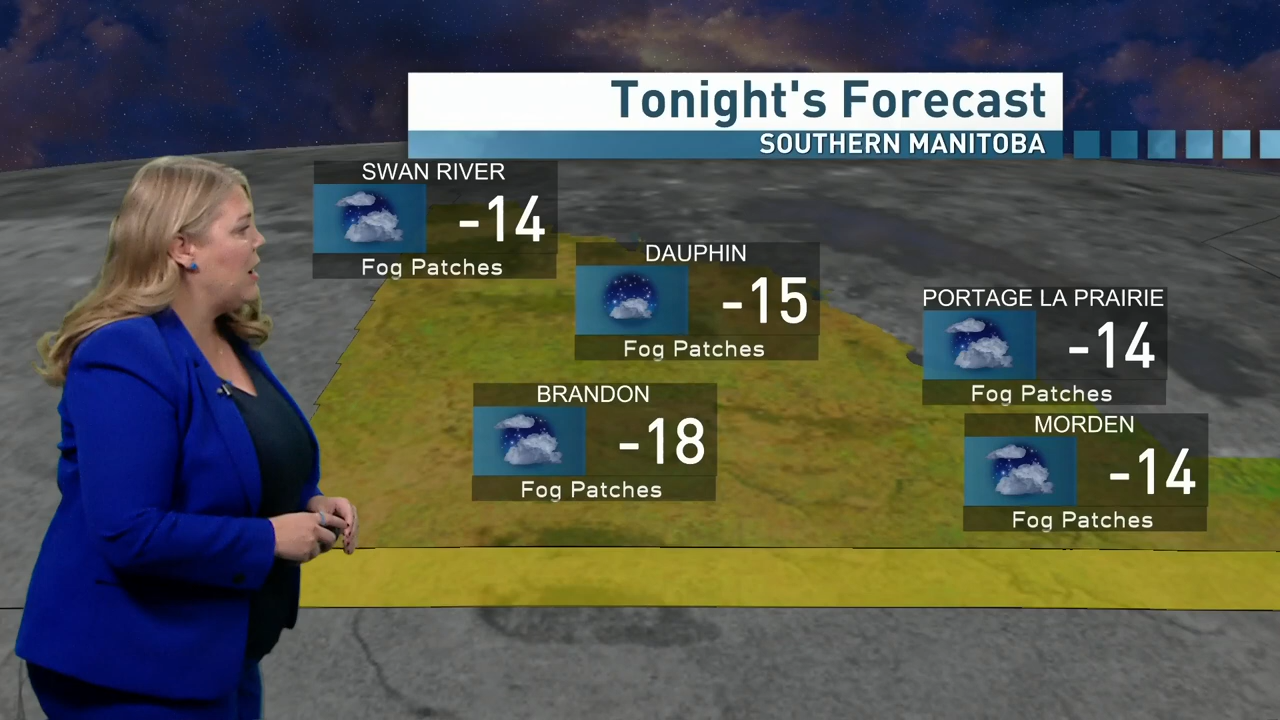 Tonight's Forecast
SOUTHERN MANITOBA
SWAN RIVER
-14
Fog Patches
DAUPHIN
-15
Fog Patches
PORTAGE LA PRAIRIE
-14
Fog Patches
BRANDON
-18
Fog Patches
MORDEN
-14
Fog Patches